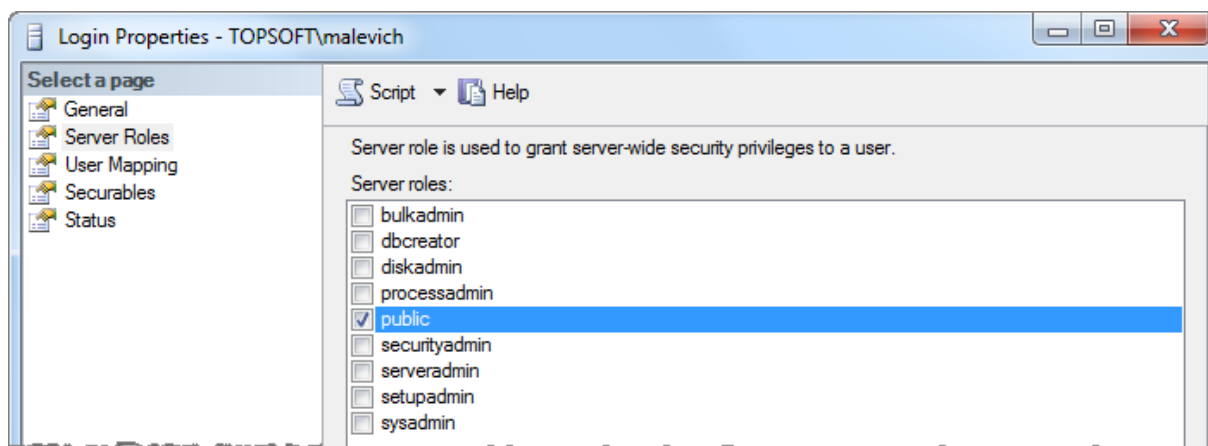 Login Properties - TOPSOFT\malevich
Select a page
General
Server Roles
User Mapping
Securables
Status
Script
Help
Server role is used to grant server-wide security privileges to a user.
Server roles:
bulkadmin
dbcreator
diskadmin
processadmin
public
securityadmin
serveradmin
setupadmin
sysadmin